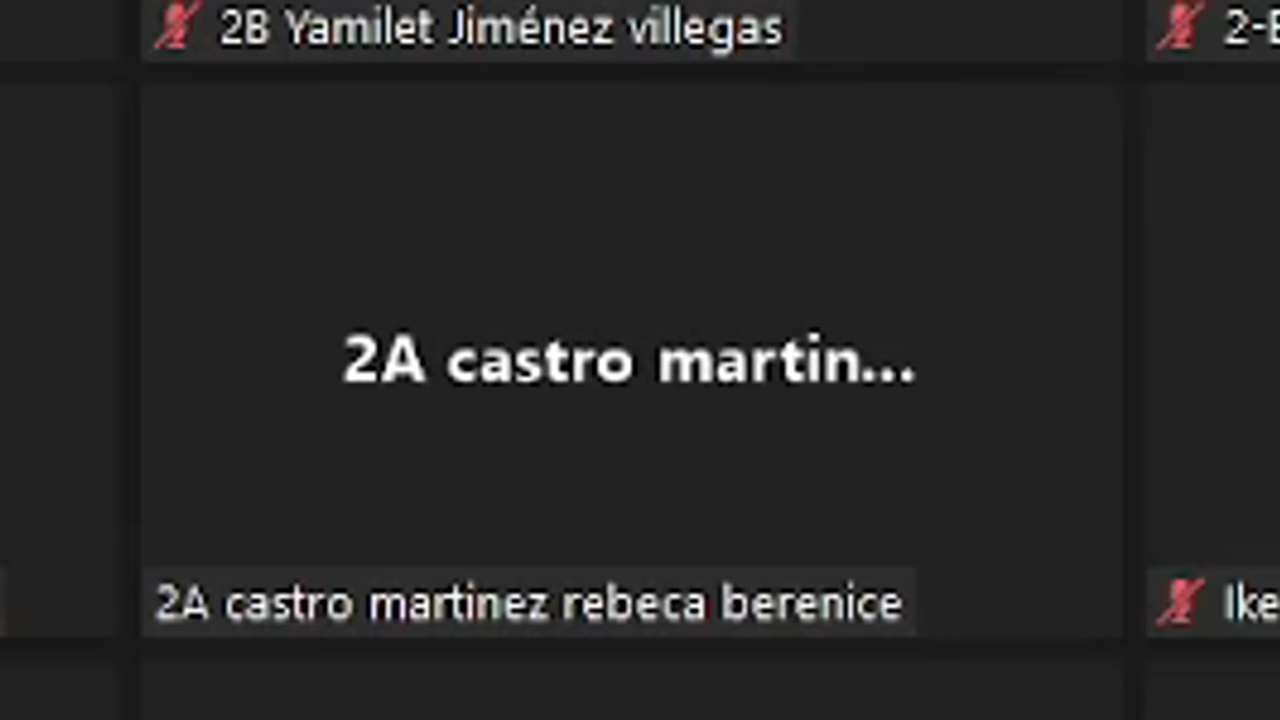 2B Yamilet Jiménez villegas
2A castro martin...
2A castro martinez rebeca berenice